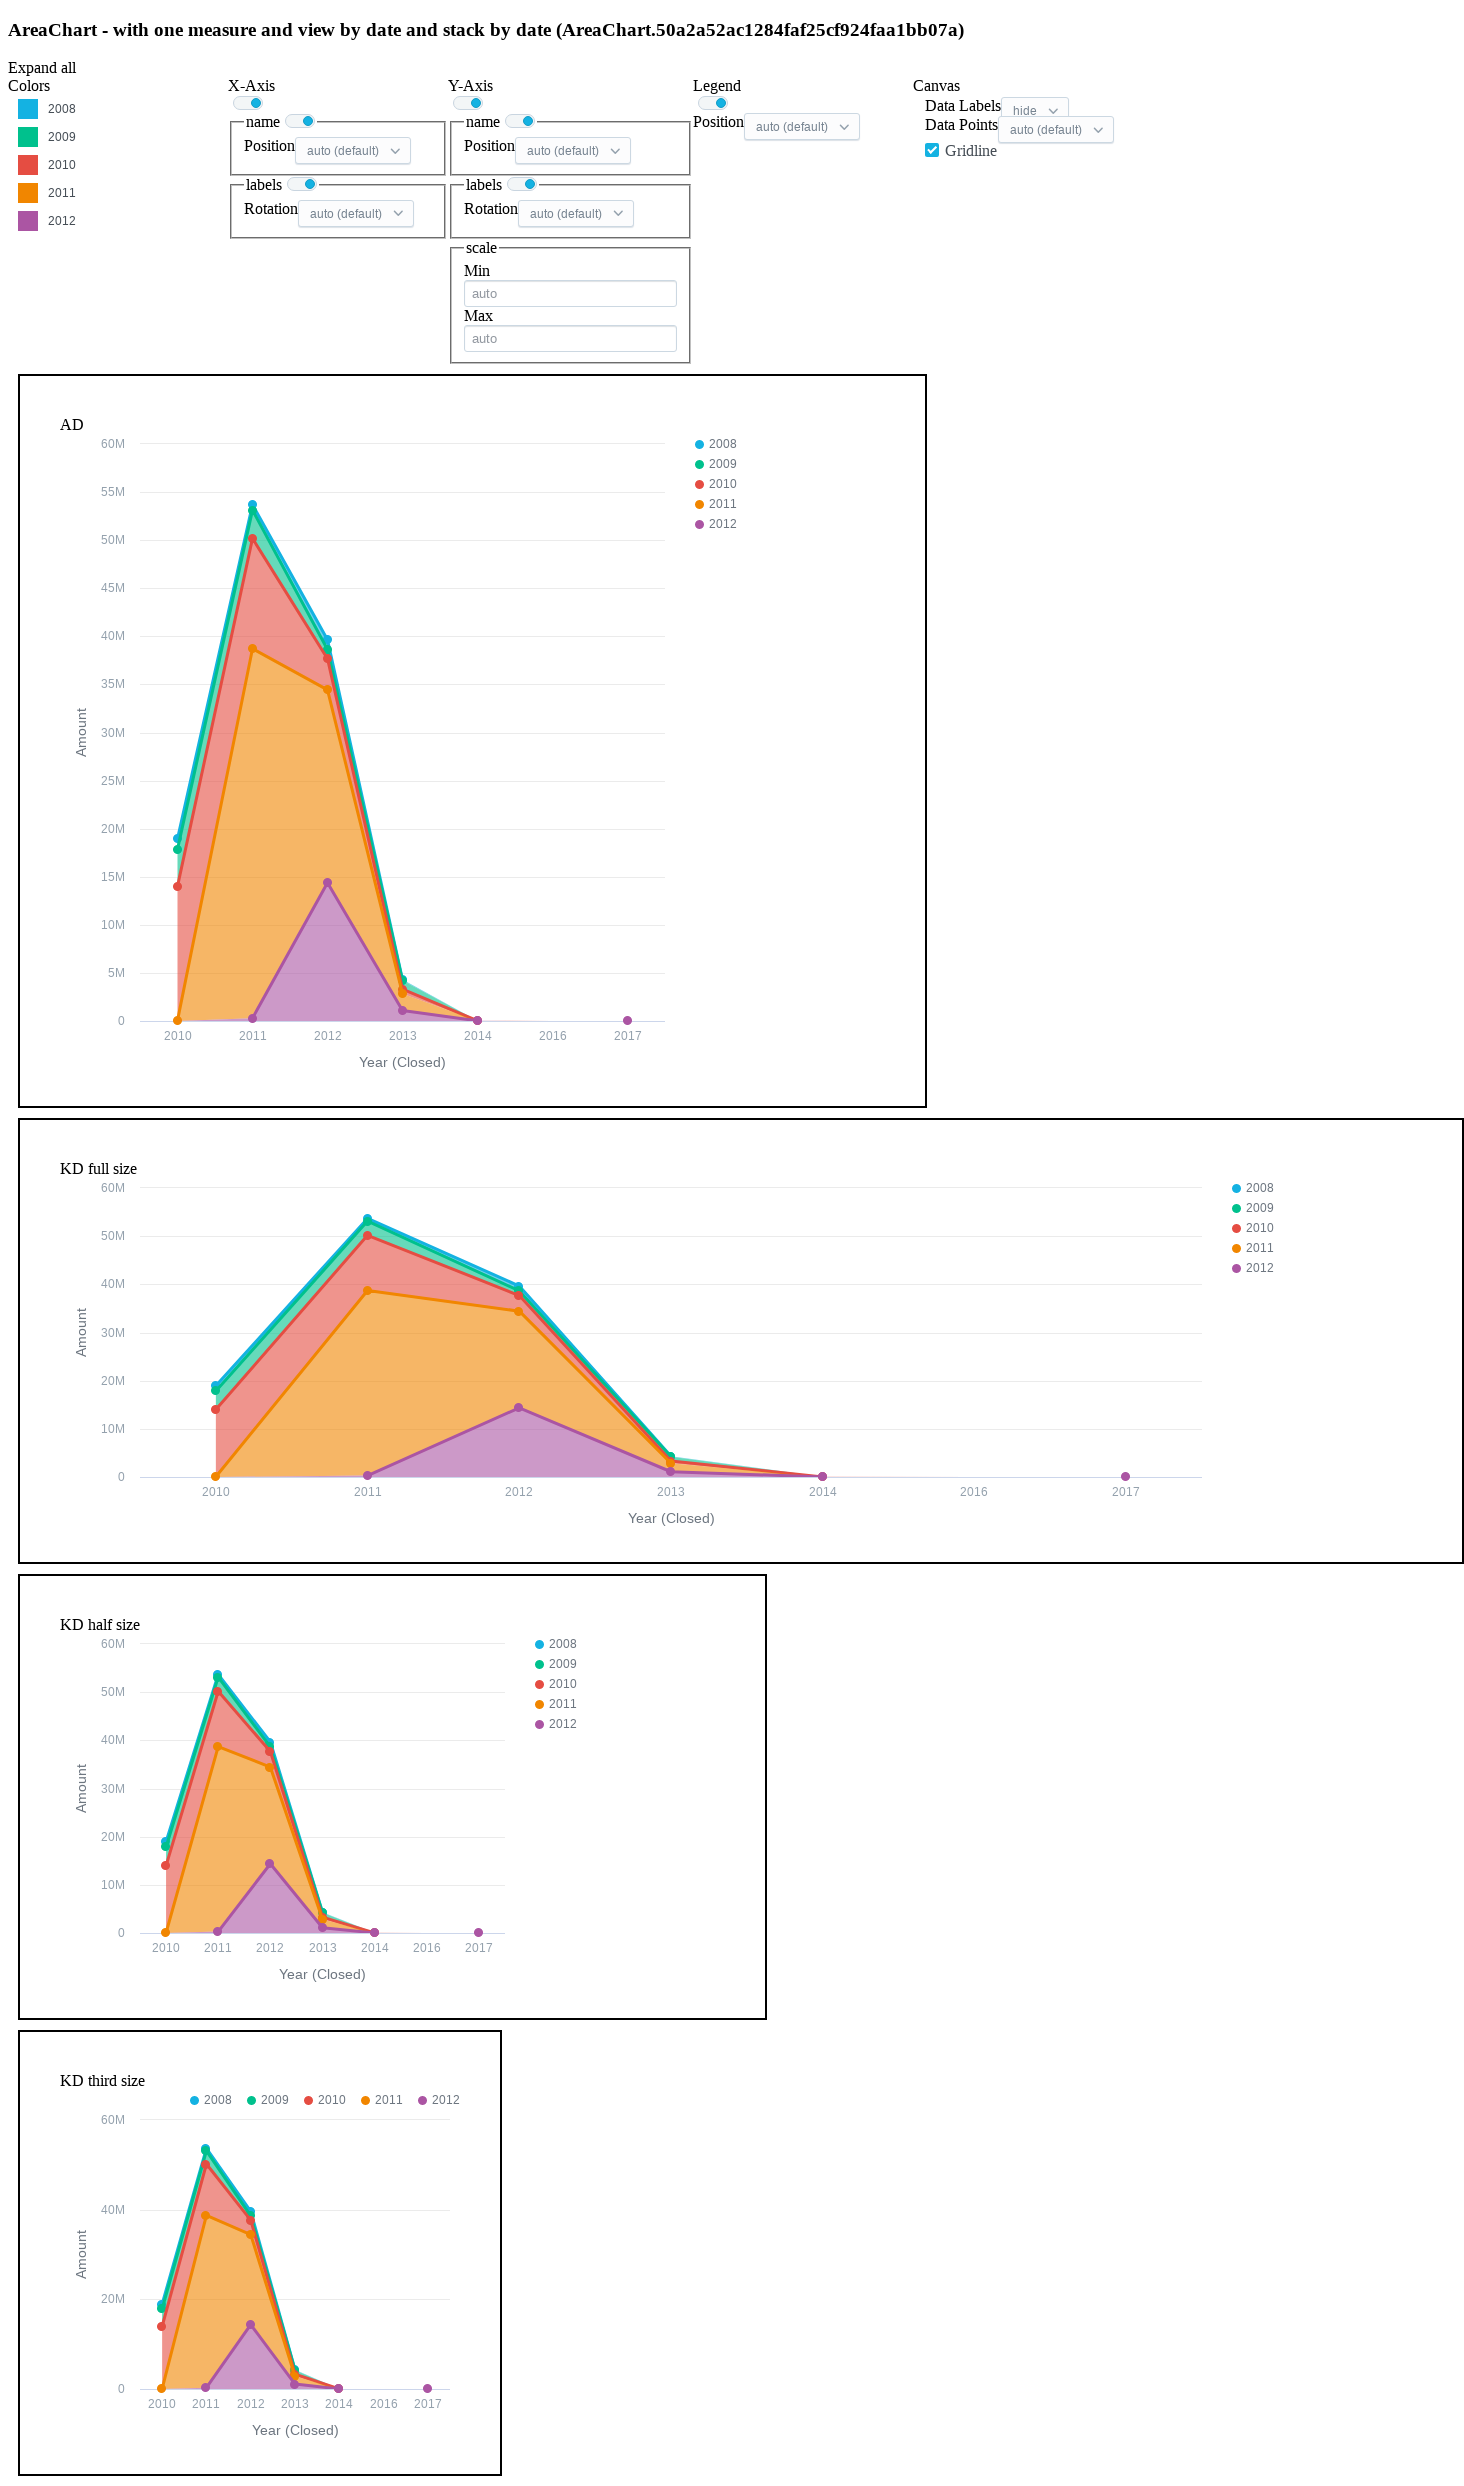 AreaChart - with one measure and view by date and stack by date (AreaChart.50a2a52ac1284faf25cf924faa1bb07a)
Expand all
Colors
2008
2009
2010
2011
2012
X-Axis
name
Position auto (default)
labels
Rotation auto (default)
Y-Axis
name
Position auto (default)
labels
Rotation auto (default)
scale
Min
auto
Max
auto
Legend
Position auto (default)
Canvas
Data Labels hide
Data Points auto (default)
Gridline
AD
60M
55M
50M
45M
40M
35M
30M
25M
20M
15M
10M
5M
0
Amount
2010 2011 2012 2013 2014 2016 2017
Year (Closed)
2008
2009
2010
2011
2012
KD full size
60M
50M
40M
30M
20M
10M
0
Amount
2010 2011 2012 2013 2014 2016 2017
Year (Closed)
2008
2009
2010
2011
2012
KD half size
60M
50M
40M
30M
20M
10M
0
Amount
2010 2011 2012 2013 2014 2016 2017
Year (Closed)
2008
2009
2010
2011
2012
KD third size
2008 2009 2010 2011 2012
60M
40M
20M
0
Amount
2010 2011 2012 2013 2014 2016 2017
Year (Closed)